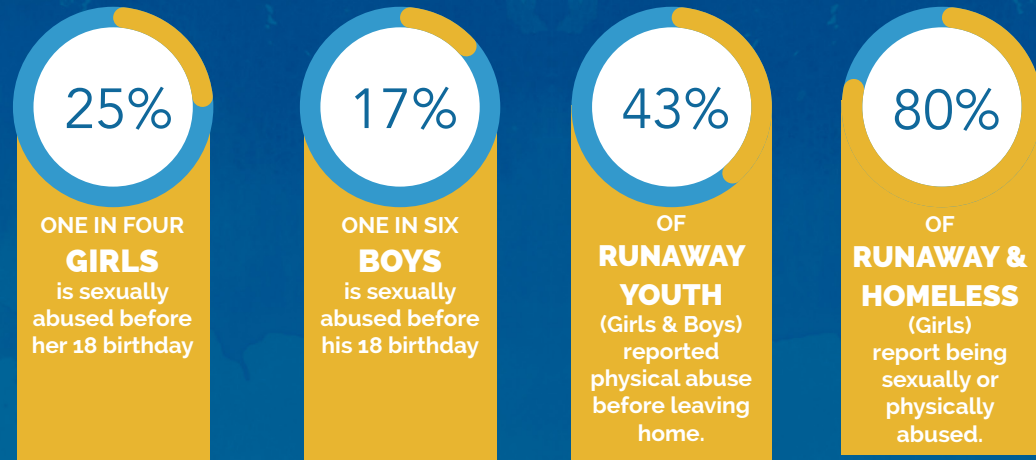 25%
ONE IN FOUR
GIRLS
is sexually
abused before
her 18 birthday
17%
ONE IN SIX
BOYS
is sexually
abused before
his 18 birthday
43%
OF
RUNAWAY
YOUTH
(Girls & Boys)
reported
physical abuse
before leaving
home.
80%
OF
RUNAWAY &
HOMELESS
(Girls)
report being
sexually or
physically
abused.